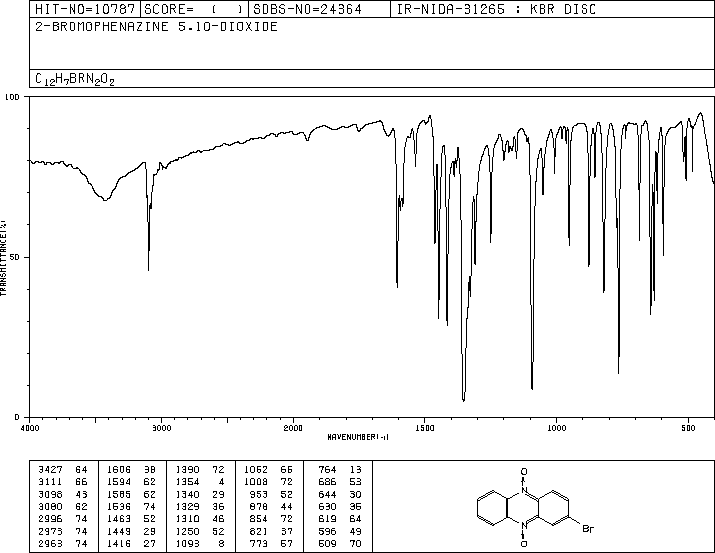 HIT-NO=10787 SCORE= ( ) SDBS-NO=24364 IR-NIDA-31265 : KBR DISC
2-BROMOPHENAZINE 5.10-DIOXIDE
C12H7BRN2O2
100
TRANSMITTANCE(%)
50
0
4000 3000 2000 1500 1000 500
3427 64 1606 38 1390 72 1062 66 764 13
3111 66 1594 62 1354 4 1008 72 686 53
3098 43 1585 62 1340 29 953 52 644 30
3080 62 1536 74 1329 36 878 44 630 35
2996 74 1463 52 1310 46 854 72 619 64
2973 74 1449 29 1250 52 821 37 596 49
2963 74 1416 27 1093 8 773 57 509 70
O
N
N
O
Br